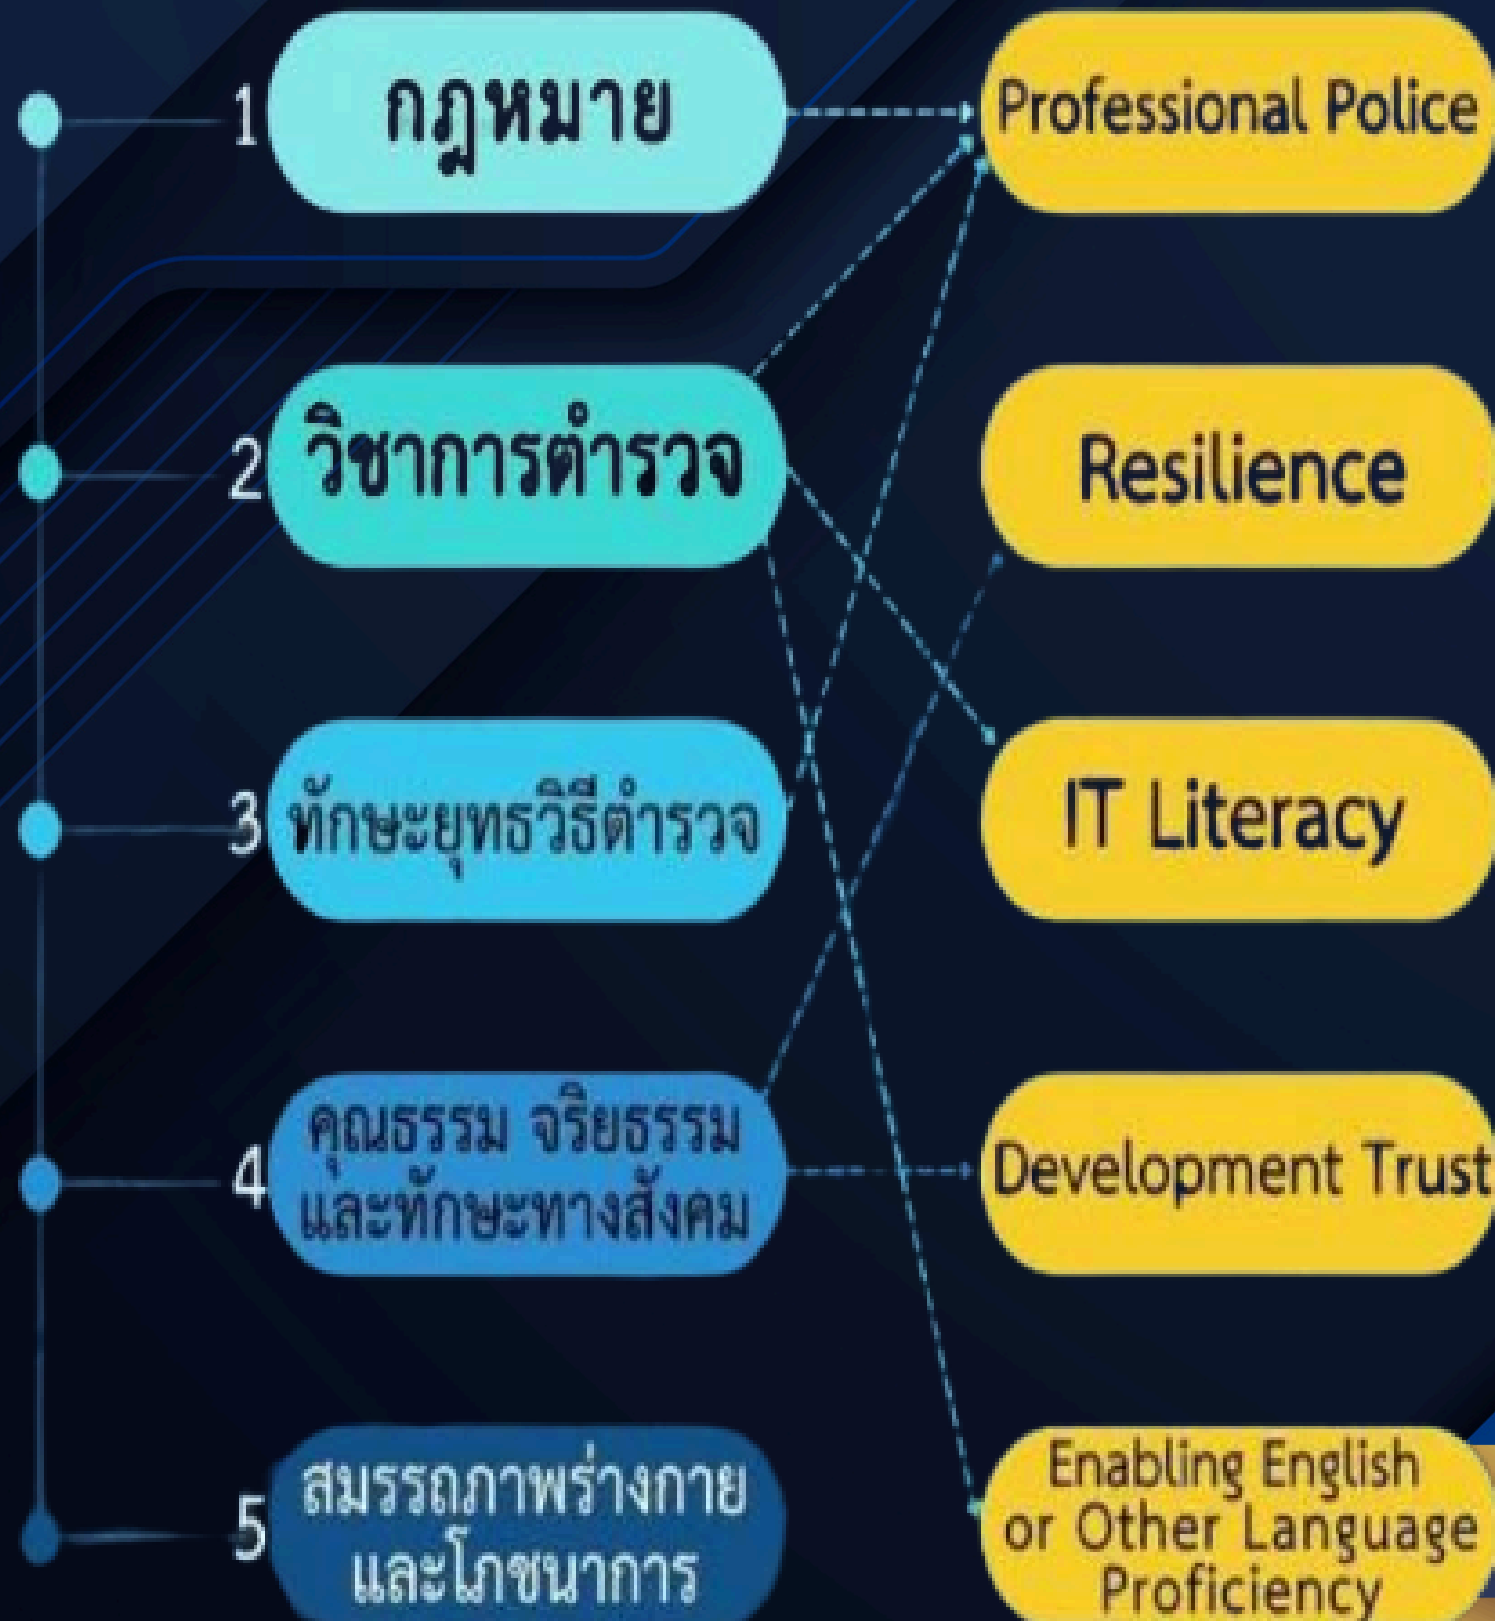 1 กฎหมาย
Professional Police
2 วิชาการตำรวจ
Resilience
3 ทักษะยุทธวิธีตำรวจ
IT Literacy
4 คุณธรรม จริยธรรม
และทักษะทางสังคม
Development Trust
5 สมรรถภาพร่างกาย
และโภชนาการ
Enabling English
or Other Language
Proficiency